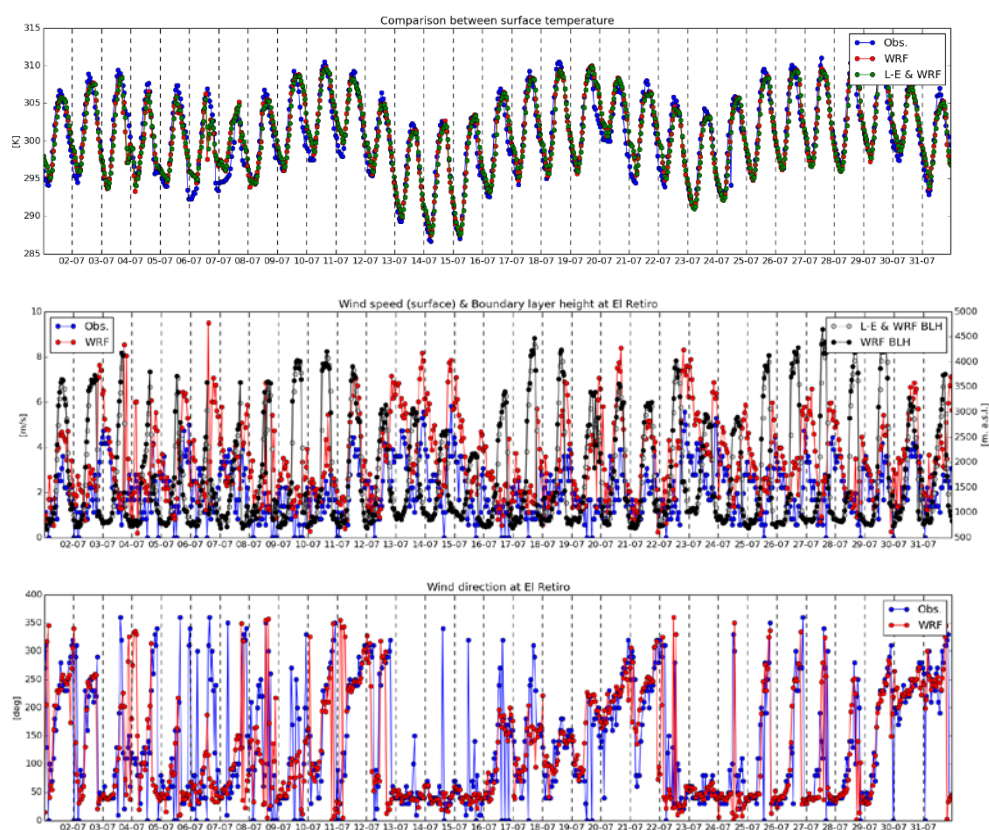 Comparison between surface temperature
315
310
305
300
295
290
285
[K]
Obs.
WRF
L-E & WRF
02-07 03-07 04-07 05-07 06-07 07-07 08-07 09-07 10-07 11-07 12-07 13-07 14-07 15-07 16-07 17-07 18-07 19-07 20-07 21-07 22-07 23-07 24-07 25-07 26-07 27-07 28-07 29-07 30-07 31-07
Wind speed (surface) & Boundary layer height at El Retiro
10
8
6
4
2
0
[m/s]
Obs.
WRF
L-E & WRF BLH
WRF BLH
5000
4500
4000
3500
3000
2500
2000
1500
1000
500
[m. a.s.l.]
02-07 03-07 04-07 05-07 06-07 07-07 08-07 09-07 10-07 11-07 12-07 13-07 14-07 15-07 16-07 17-07 18-07 19-07 20-07 21-07 22-07 23-07 24-07 25-07 26-07 27-07 28-07 29-07 30-07 31-07
Wind direction at El Retiro
400
350
300
250
200
150
100
50
0
[deg]
Obs.
WRF
02-07 03-07 04-07 05-07 06-07 07-07 08-07 09-07 10-07 11-07 12-07 13-07 14-07 15-07 16-07 17-07 18-07 19-07 20-07 21-07 22-07 23-07 24-07 25-07 26-07 27-07 28-07 29-07 30-07 31-07